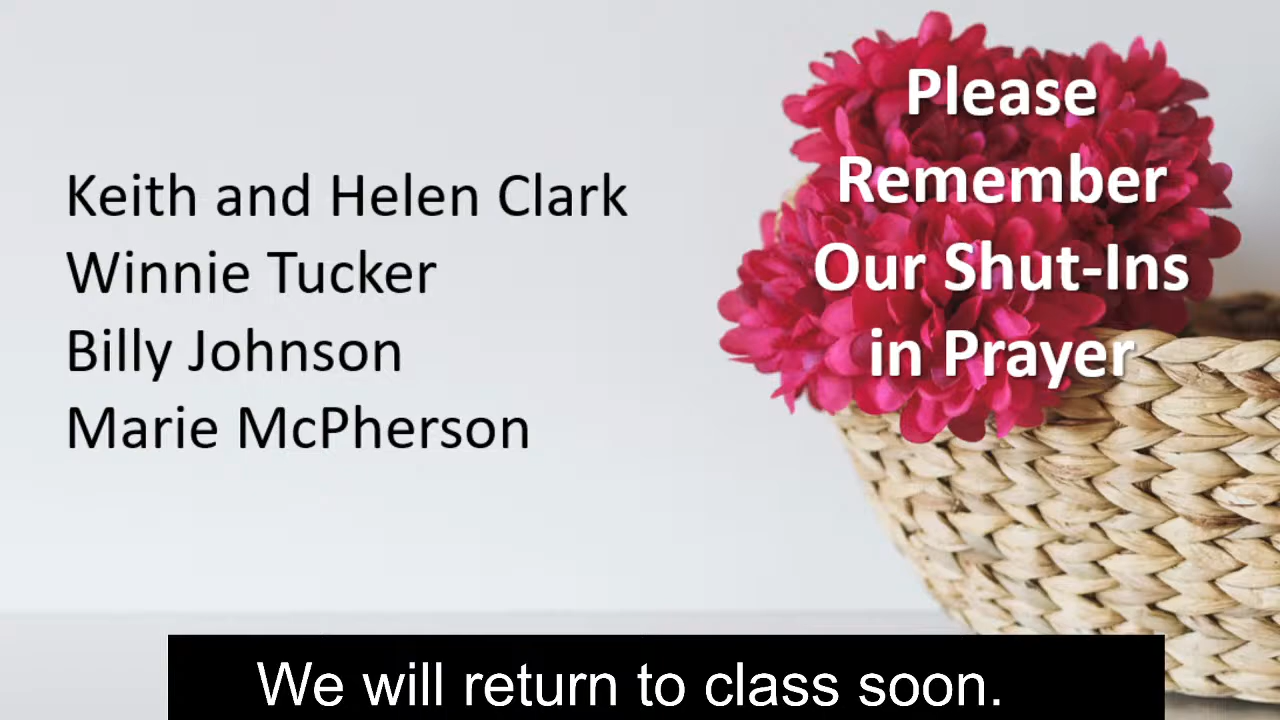 Please
Remember
Our Shut-Ins
in Prayer
Keith and Helen Clark
Winnie Tucker
Billy Johnson
Marie McPherson
We will return to class soon.